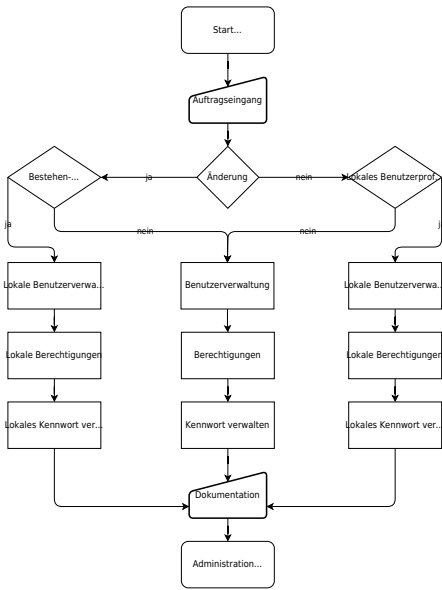 Start...
Auftragseingang
Bestehen-...
ja
Änderung
nein
Lokales Benutzerprof...
ja
nein
nein
j
Lokale Benutzerverwa...
Benutzerverwaltung
Lokale Benutzerverwa...
Lokale Berechtigungen
Berechtigungen
Lokale Berechtigungen
Lokales Kennwort ver...
Kennwort verwalten
Lokales Kennwort ver...
Dokumentation
Administration...